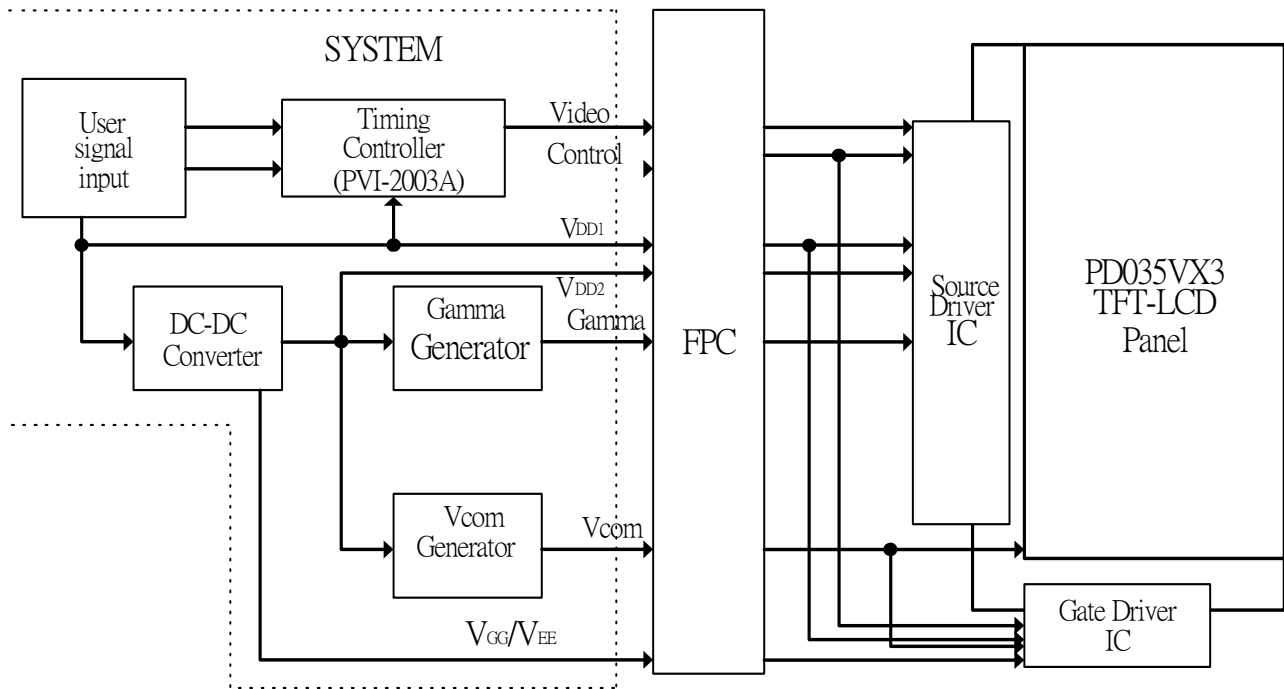 SYSTEM
User
signal
input
Timing
Controller
(PVI-2003A)
Video
Control
VDD1
VDD2
DC-DC
Converter
Gamma
Generator
Gamma
Vcom
Generator
Vcom
VGG/VEE
FPC
Source
Driver
IC
PD035VX3
TFT-LCD
Panel
Gate Driver
IC